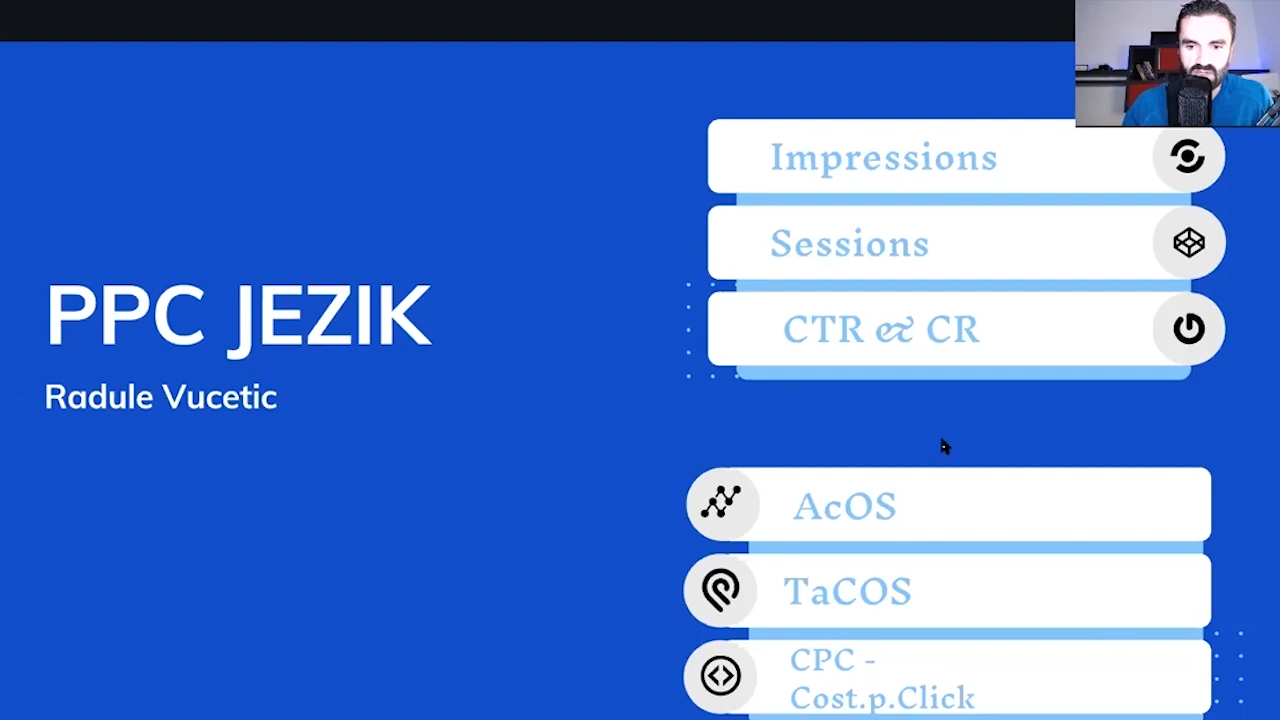 PPC JEZIK
Radule Vucetic
Impressions
Sessions
CTR & CR
AcOS
TaCOS
CPC -
Cost.p.Click